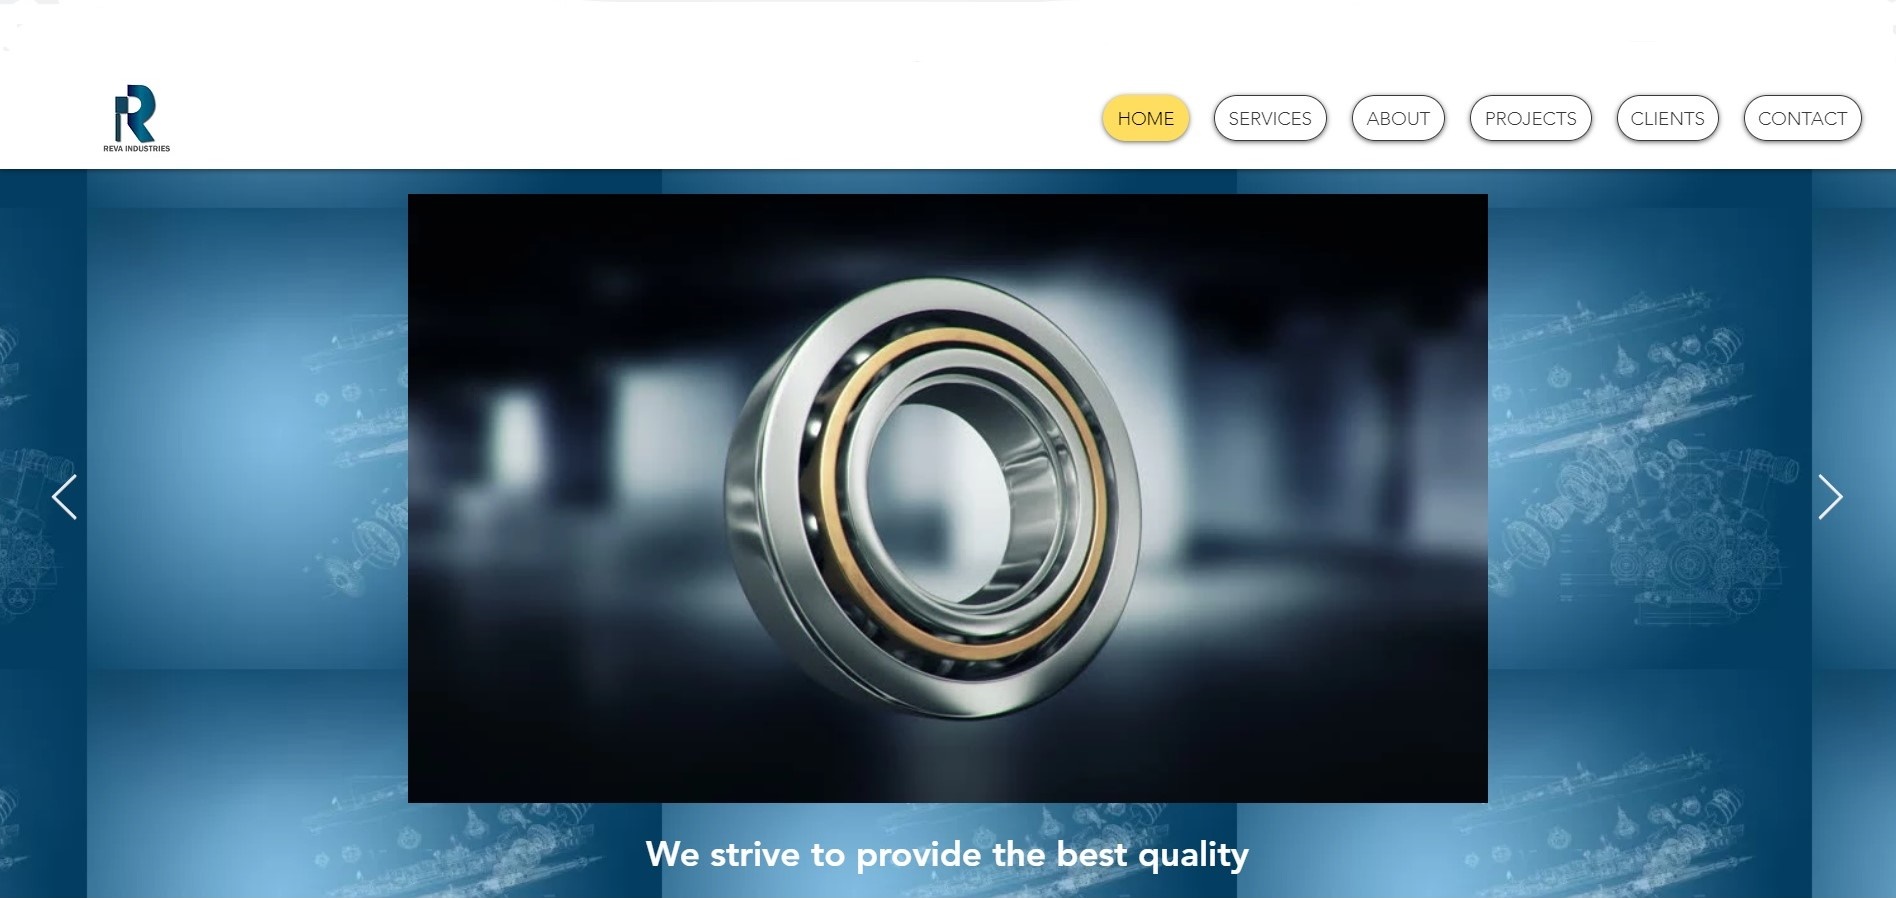 REVA INDUSTRIES
HOME SERVICES ABOUT PROJECTS CLIENTS CONTACT
We strive to provide the best quality